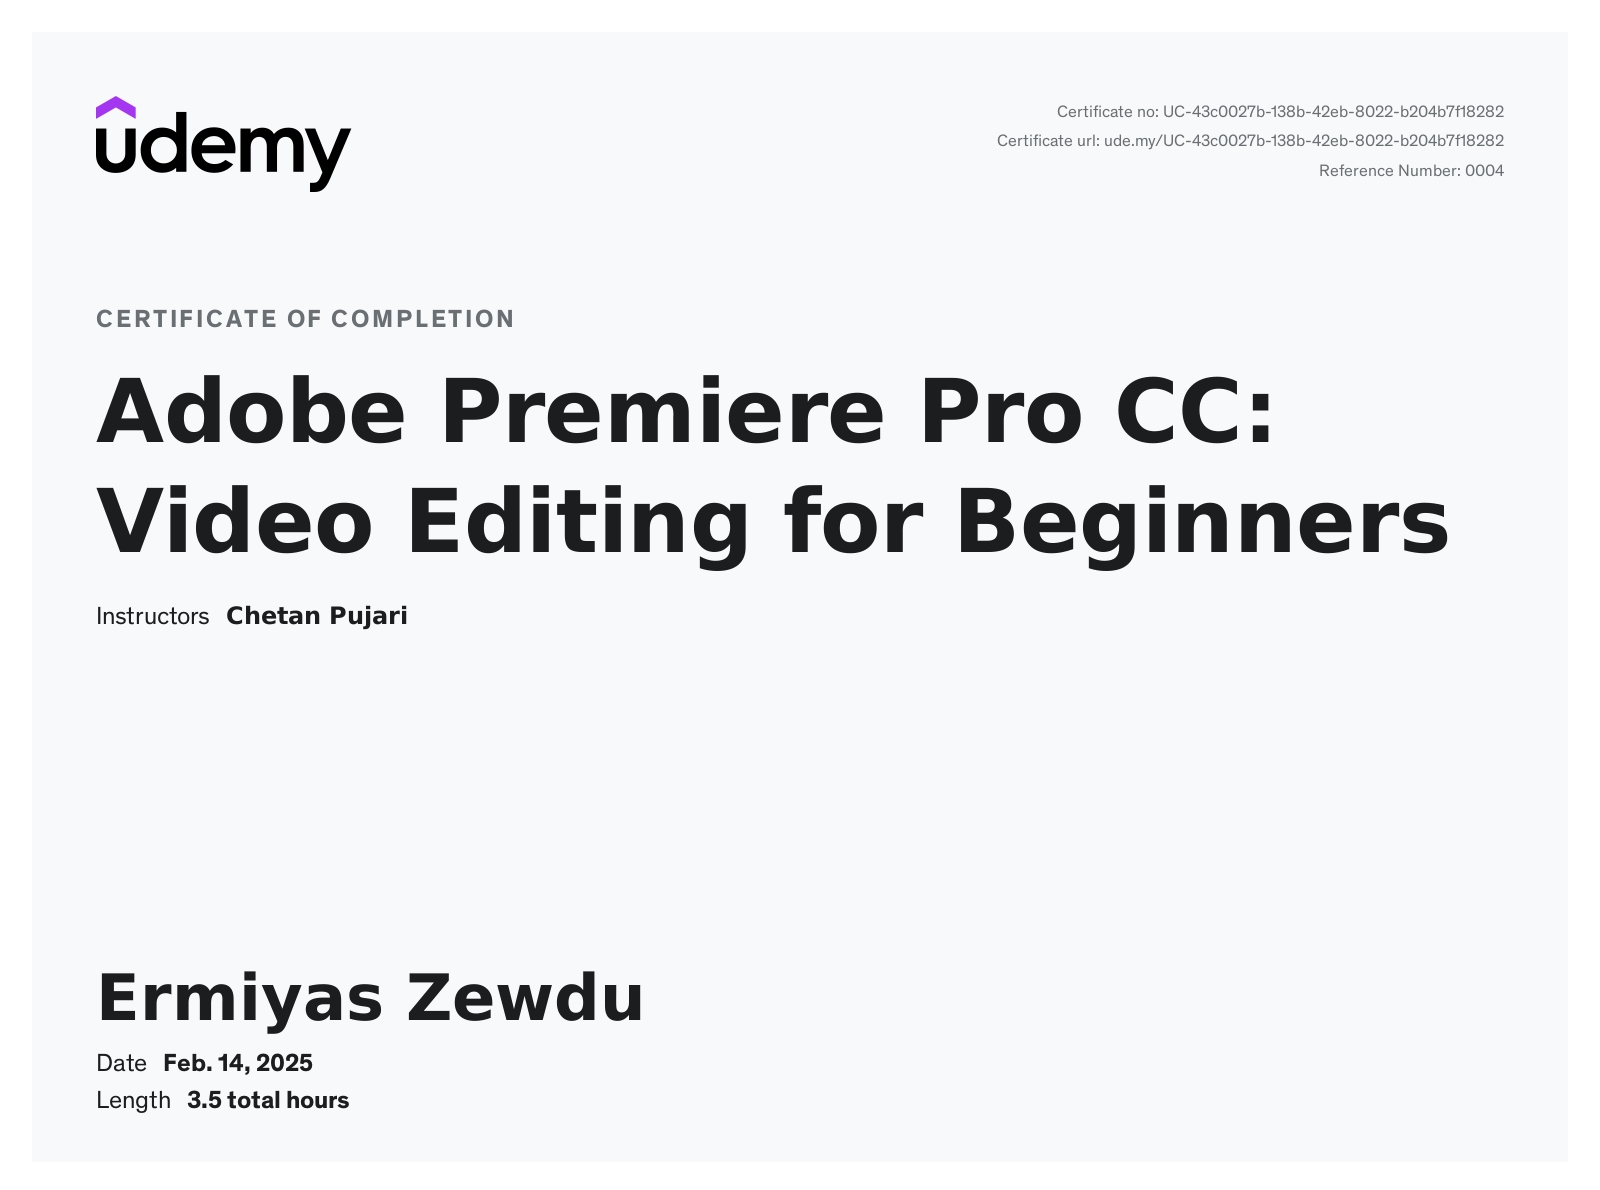 udemy
Certificate no: UC-43c0027b-138b-42eb-8022-b204b7f18282
Certificate url: ude.my/UC-43c0027b-138b-42eb-8022-b204b7f18282
Reference Number: 0004
CERTIFICATE OF COMPLETION
Adobe Premiere Pro CC:
Video Editing for Beginners
Instructors Chetan Pujari
Ermiyas Zewdu
Date Feb. 14, 2025
Length 3.5 total hours